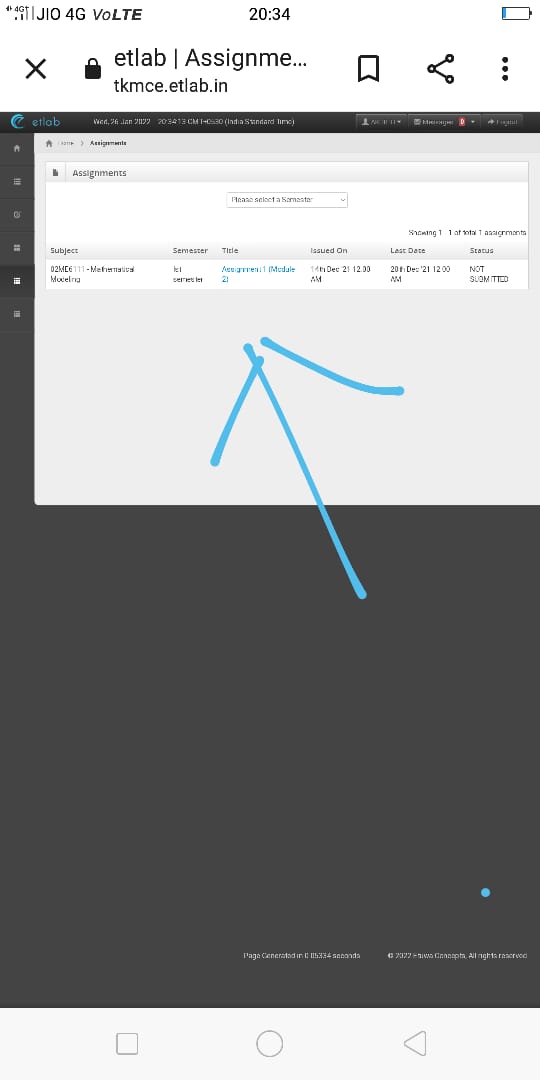 4G+ JIO 4G VoLTE 20:34
etlab | Assignme...
tkmce.etlab.in
etlab Wed, 26 Jan 2022 20:34:13 GMT+0530 (India Standard Time) Messages 0 Logout
Home Assignments
Assignments
Please select a Semester
Showing 1 - 1 of total 1 assignments
Subject Semester Title Issued On Last Date Status
02ME6111 - Mathematical Ist Assignment 1 (Module 14th Dec '21 12:00 20th Dec '21 12:00 NOT
Modeling semester 2) AM AM SUBMITTED
Page Generated in 0.05334 seconds © 2022 Etuwa Concepts, All rights reserved